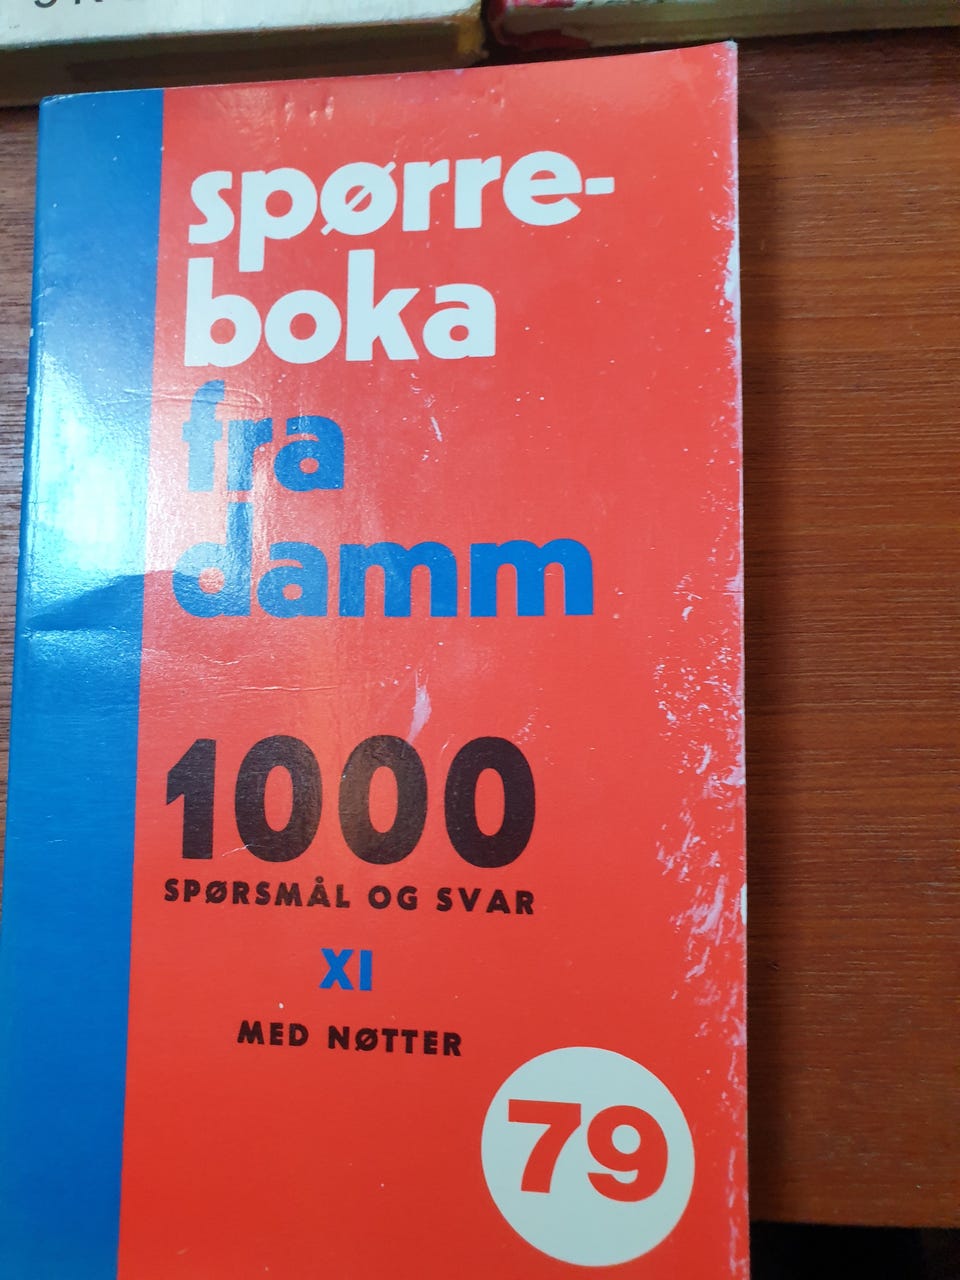 spørre-
boka
fra
damm
1000
SPØRSMÅL OG SVAR
XI
MED NØTTER
79